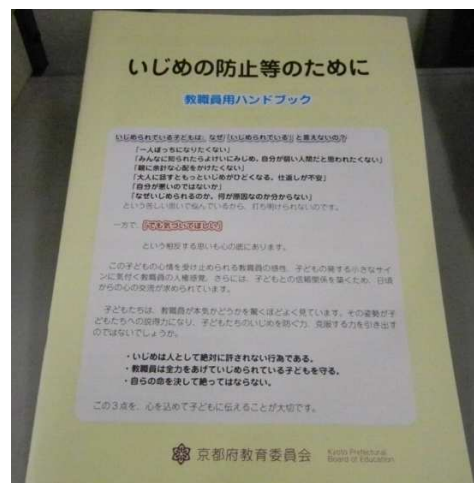 いじめの防止等のために
教職員用ハンドブック
いじめられている子どもは、なぜ「いじめられている」と言えないの?
「一人ぼっちになりたくない」
「みんなに知られたらよけいにみじめ、自分が弱い人間だと思われたくない」
「親に余計な心配をかけたくない」
「大人に話すともっといじめがひどくなる、仕返しが不安」
「自分が悪いのではないか」
「なぜいじめられるのか、何が原因なのか分からない」
という苦しい思いで悩んでいるから、打ち明けられないのです。
一方で、「でも気づいてほしい」
という相反する思いも心の底にあります。
この子どもの心情を受け止められる教職員の感性、子どもの発する小さなサイ
ンに気付く教職員の人権感覚、さらには、子どもとの信頼関係を築くため、日頃
からの心の交流が求められています。
子どもたちは、教職員が本気かどうかを驚くほどよく見ています。その姿勢が子
どもたちへの説得力になり、子どもたちのいじめを防ぐ力、克服する力を引き出す
のではないでしょうか。
・いじめは人として絶対に許されない行為である。
・教職員は全力をあげていじめられている子どもを守る。
・自らの命を決して絶ってはならない。
この3点を、心を込めて子どもに伝えることが大切です。
京都府教育委員会
Kyoto Prefectural
Board of Education